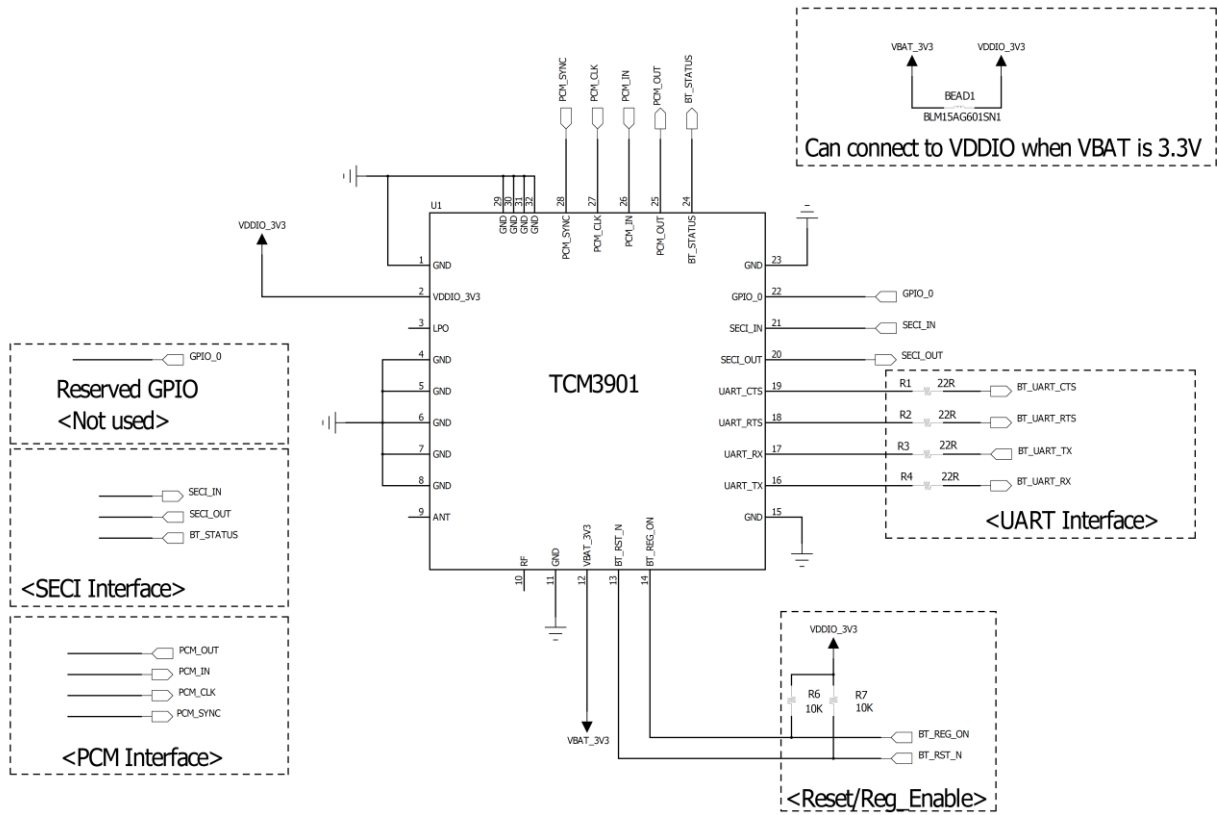 VBAT_3V3
VDDIO_3V3
BEAD1
BLM15AG601SN1
Can connect to VDDIO when VBAT is 3.3V
PCM_SYNC
PCM_CLK
PCM_IN
PCM_OUT
BT_STATUS
29
30
31
32
28
27
26
25
24
U1
GND
GND
GND
GND
PCM_SYNC
PCM_CLK
PCM_IN
PCM_OUT
BT_STATUS
VDDIO_3V3
1 GND
2 VDDIO_3V3
3 LPO
4 GND
5 GND
6 GND
7 GND
8 GND
9 ANT
TCM3901
GND 23
GPIO_0 22 GPIO_0
SECI_IN 21 SECI_IN
SECI_OUT 20 SECI_OUT
UART_CTS 19 R1 22R BT_UART_CTS
UART_RTS 18 R2 22R BT_UART_RTS
UART_RX 17 R3 22R BT_UART_TX
UART_TX 16 R4 22R BT_UART_RX
GND 15
<UART Interface>
RF
GND
VBAT_3V3
BT_RST_N
BT_REG_ON
10
11
12
13
14
VBAT_3V3
GPIO_0
Reserved GPIO
<Not used>
SECI_IN
SECI_OUT
BT_STATUS
<SECI Interface>
PCM_OUT
PCM_IN
PCM_CLK
PCM_SYNC
<PCM Interface>
VDDIO_3V3
R6
10K
R7
10K
BT_REG_ON
BT_RST_N
<Reset/Reg_Enable>